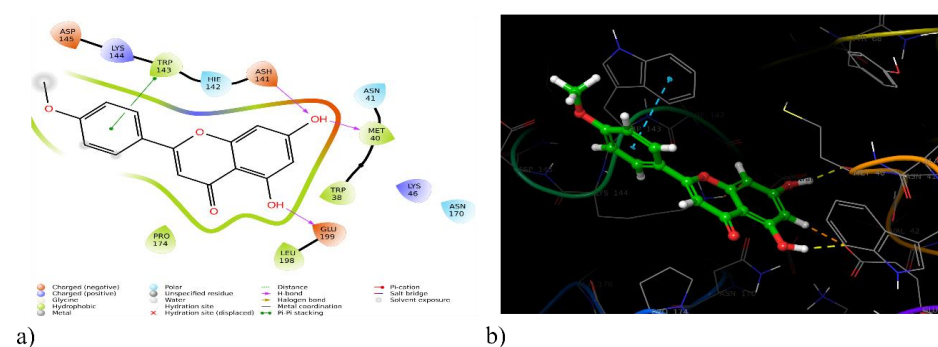 ASP
145
LYS
144
TRP
143
HIE
142
ASH
141
ASN
41
OH
MET
40
O
O
O
OH
TRP
38
LYS
46
ASN
170
GLU
199
PRO
174
LEU
198
Charged (negative)
Charged (positive)
Glycine
Hydrophobic
Metal
Polar
Unspecified residue
Water
Hydration site
Hydration site (displaced)
Distance
H-bond
Halogen bond
Metal coordination
Pi-Pi stacking
Pi-cation
Salt bridge
Solvent exposure
a)
b)